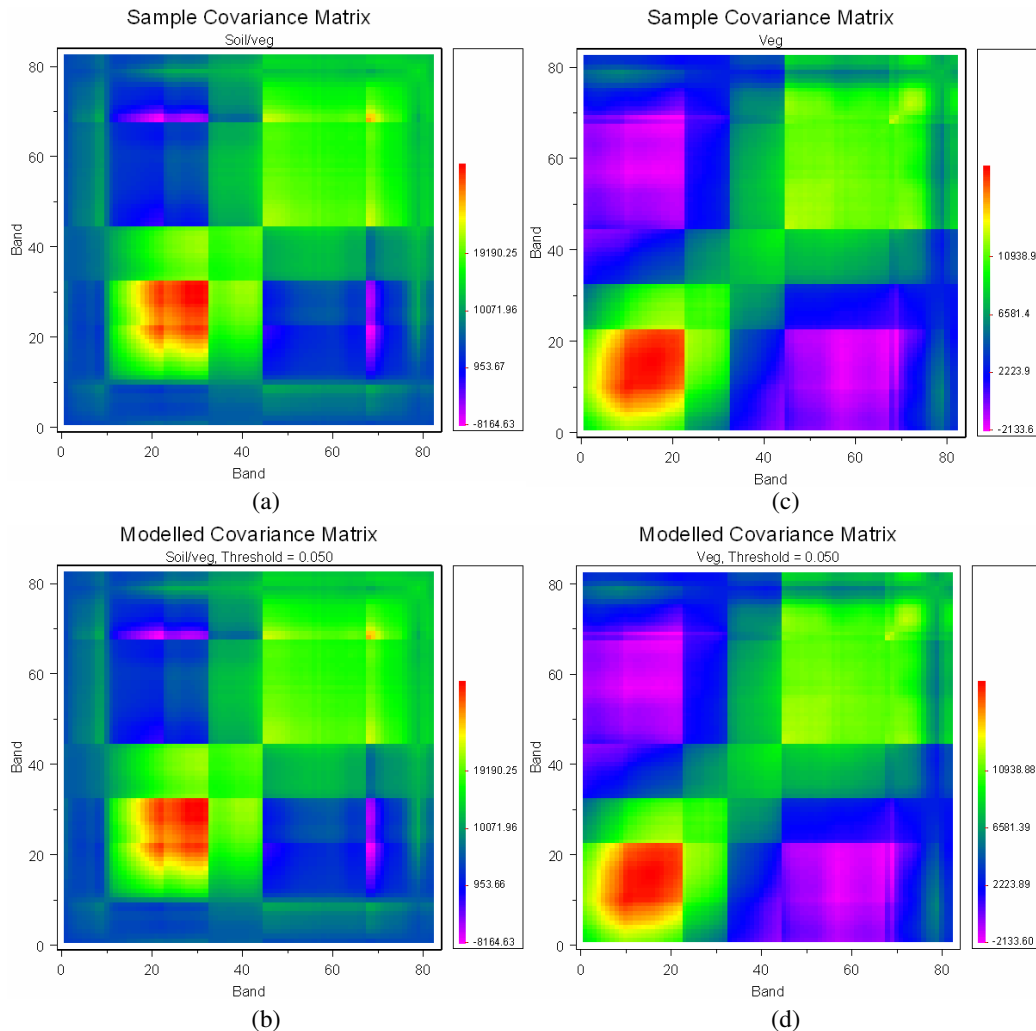 Sample Covariance Matrix
Soil/veg
80
60
40
20
0
Band
0 20 40 60 80
Band
19190.25
10071.96
953.67
-8164.63
(a)
Sample Covariance Matrix
Veg
80
60
40
20
0
Band
0 20 40 60 80
Band
10938.9
6581.4
2223.9
-2133.6
(c)
Modelled Covariance Matrix
Soil/veg, Threshold = 0.050
80
60
40
20
0
Band
0 20 40 60 80
Band
19190.25
10071.96
953.66
-8164.63
(b)
Modelled Covariance Matrix
Veg, Threshold = 0.050
80
60
40
20
0
Band
0 20 40 60 80
Band
10938.88
6581.39
2223.89
-2133.60
(d)